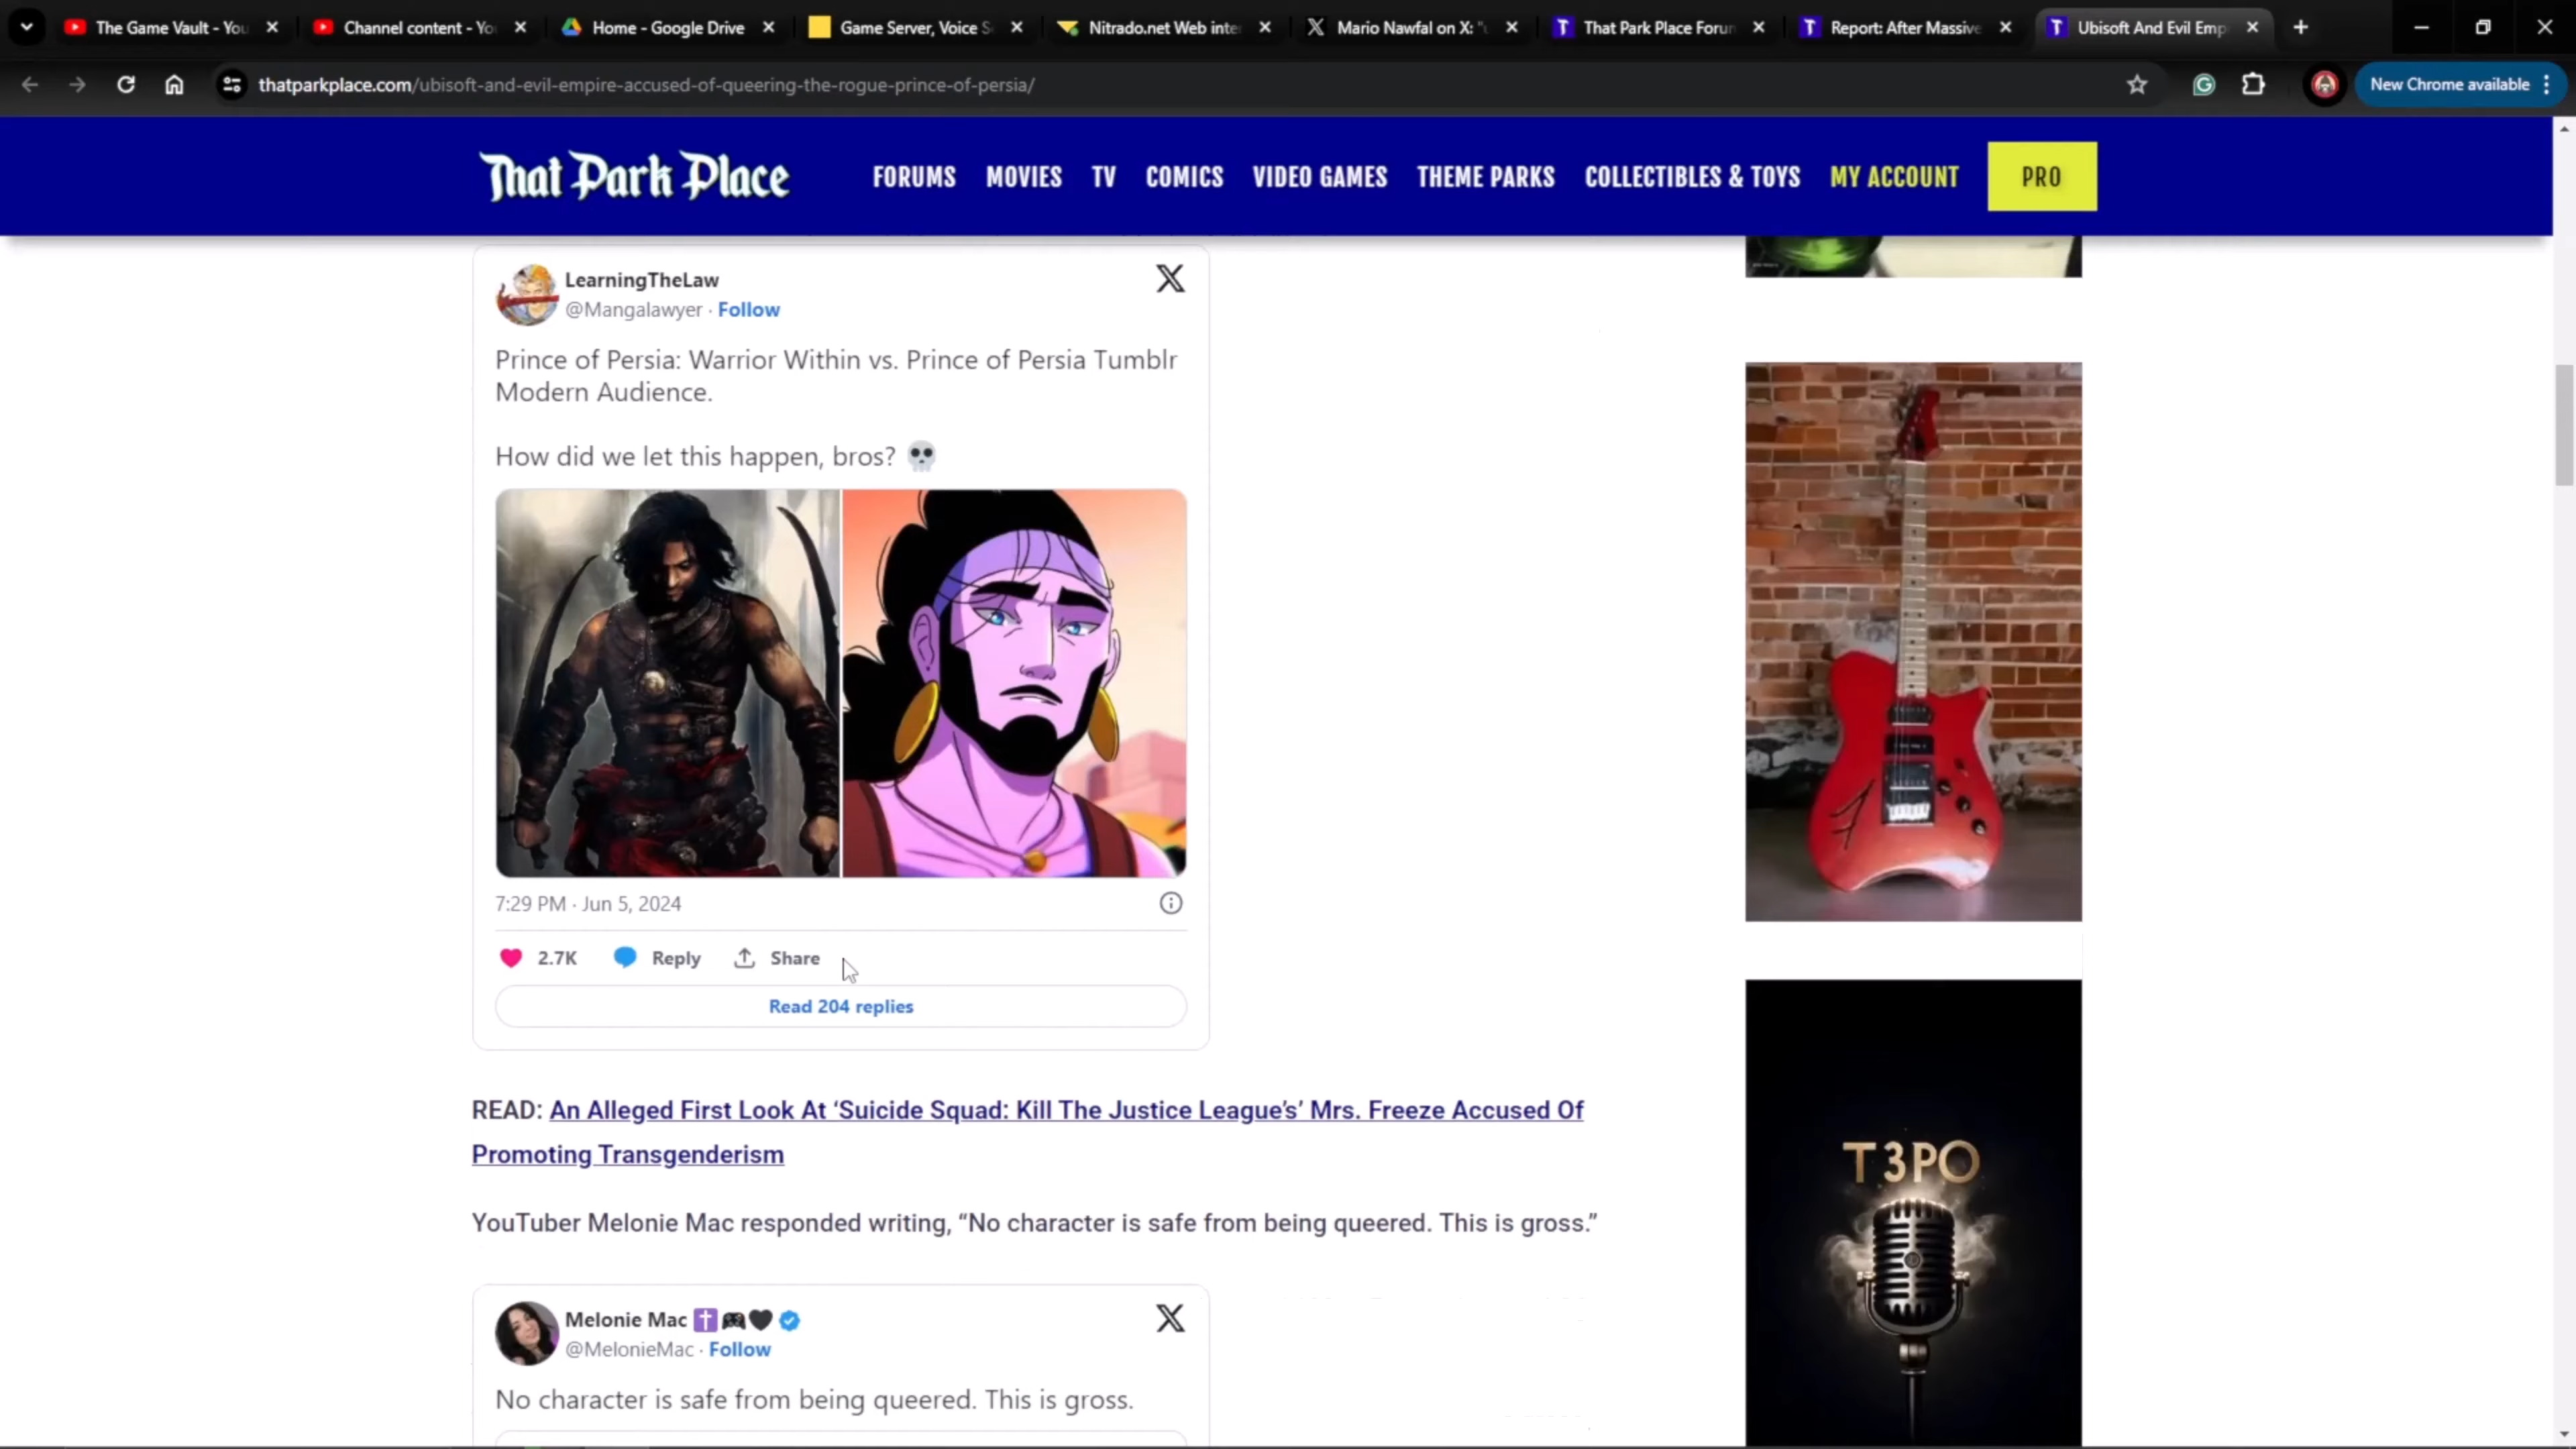 The Game Vault - You
Channel content - Yo
Home - Google Drive
Game Server, Voice S
Nitrado.net Web inte
Mario Nawfal on X: "u
That Park Place Forun
Report: After Massive
Ubisoft And Evil Emp
thatparkplace.com/ubisoft-and-evil-empire-accused-of-queering-the-rogue-prince-of-persia/
New Chrome available
That Park Place
FORUMS
MOVIES
TV
COMICS
VIDEO GAMES
THEME PARKS
COLLECTIBLES & TOYS
MY ACCOUNT
PRO
LearningTheLaw
@Mangalawyer · Follow
Prince of Persia: Warrior Within vs. Prince of Persia Tumblr
Modern Audience.
How did we let this happen, bros? 💀
7:29 PM · Jun 5, 2024
2.7K
Reply
Share
Read 204 replies
READ: An Alleged First Look At ‘Suicide Squad: Kill The Justice League’s’ Mrs. Freeze Accused Of
Promoting Transgenderism
YouTuber Melonie Mac responded writing, “No character is safe from being queered. This is gross.”
Melonie Mac ✝️🎮🖤
@MelonieMac · Follow
No character is safe from being queered. This is gross.
T3PO